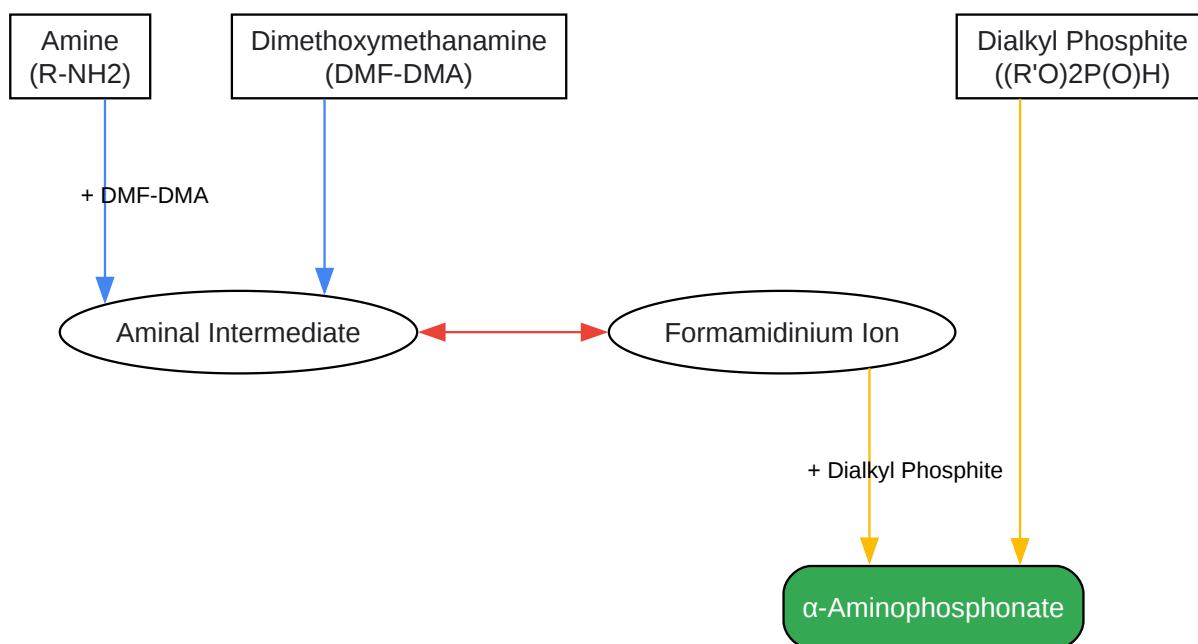 Amine
(R-NH2)
Dimethoxymethanamine
(DMF-DMA)
Dialkyl Phosphite
((R'O)2P(O)H)
+ DMF-DMA
Aminal Intermediate
Formamidinium Ion
+ Dialkyl Phosphite
α-Aminophosphonate